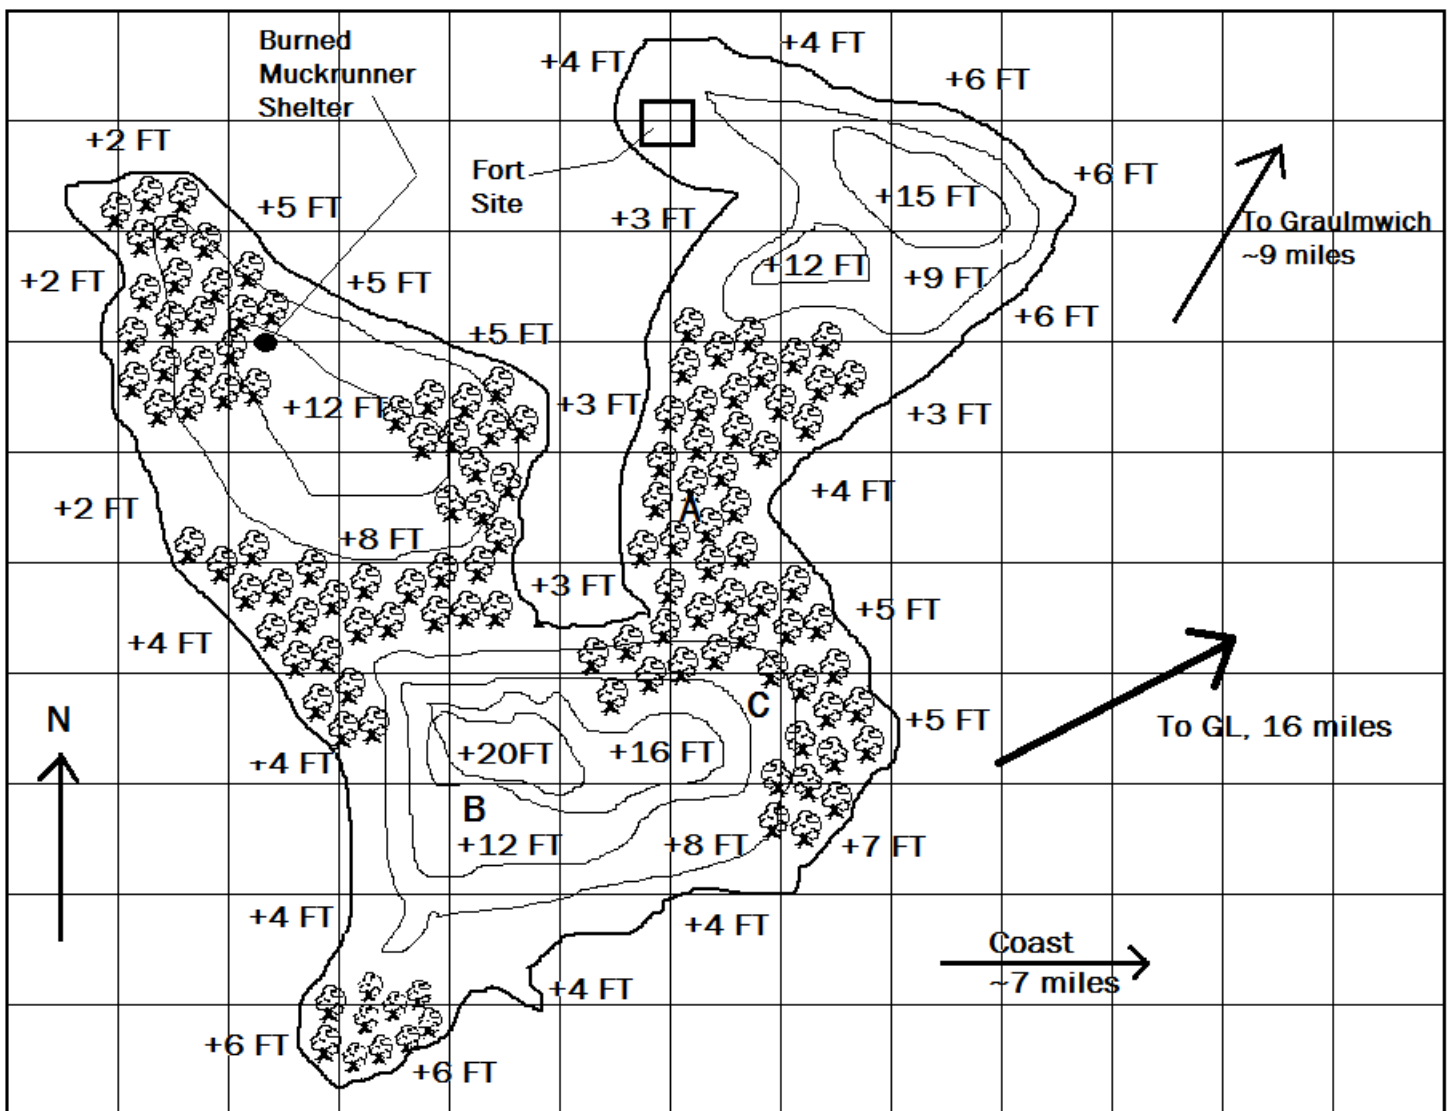 +4 FT
Burned
Muckrunner
Shelter
+4 FT
+6 FT
+2 FT
Fort
Site
+6 FT
+5 FT
+15 FT
+3 FT
To Graulmwich
~9 miles
+2 FT
+5 FT
+12 FT
+9 FT
+5 FT
+6 FT
+12 FT
+3 FT
+3 FT
+2 FT
A
+4 FT
+8 FT
+3 FT
+5 FT
+4 FT
N
C
+5 FT
To GL, 16 miles
+4 FT
+20FT
+16 FT
B
+12 FT
+8 FT
+7 FT
+4 FT
+4 FT
Coast
~7 miles
+4 FT
+6 FT
+6 FT